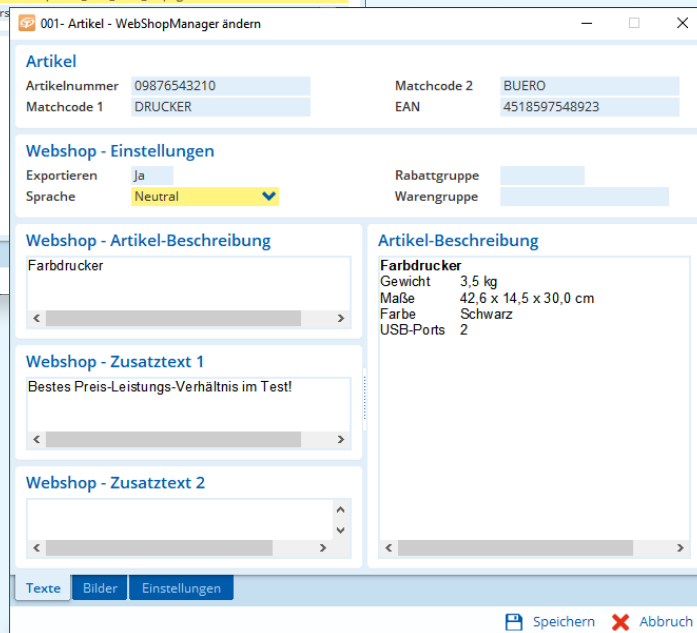 001- Artikel - WebShopManager ändern
Artikel
Artikelnummer 09876543210 Matchcode 2 BUERO
Matchcode 1 DRUCKER EAN 4518597548923
Webshop - Einstellungen
Exportieren Ja Rabattgruppe
Sprache Neutral Warengruppe
Webshop - Artikel-Beschreibung
Farbdrucker
Webshop - Zusatztext 1
Bestes Preis-Leistungs-Verhältnis im Test!
Webshop - Zusatztext 2
Artikel-Beschreibung
Farbdrucker
Gewicht 3,5 kg
Maße 42,6 x 14,5 x 30,0 cm
Farbe Schwarz
USB-Ports 2
Texte Bilder Einstellungen
Speichern Abbruch